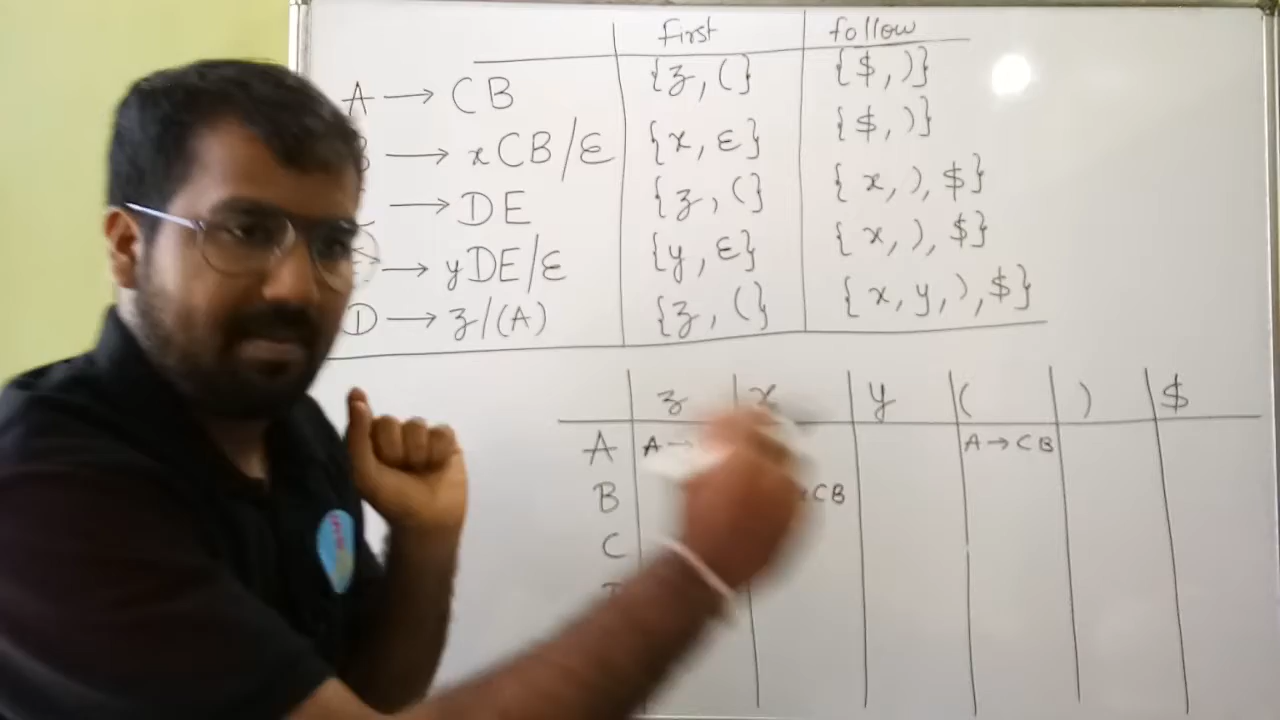 First follow
A → CB {z, (} {$, )}
→ xCB/ε {x, ε} {$, )}
→ DE {z, (} { x, ), $}
→ yDE/ε {y, ε} { x, ), $}
D → z/(A) {z, (} { x, y, ), $}
z x y ( ) $
A A → A → CB
B CB
C